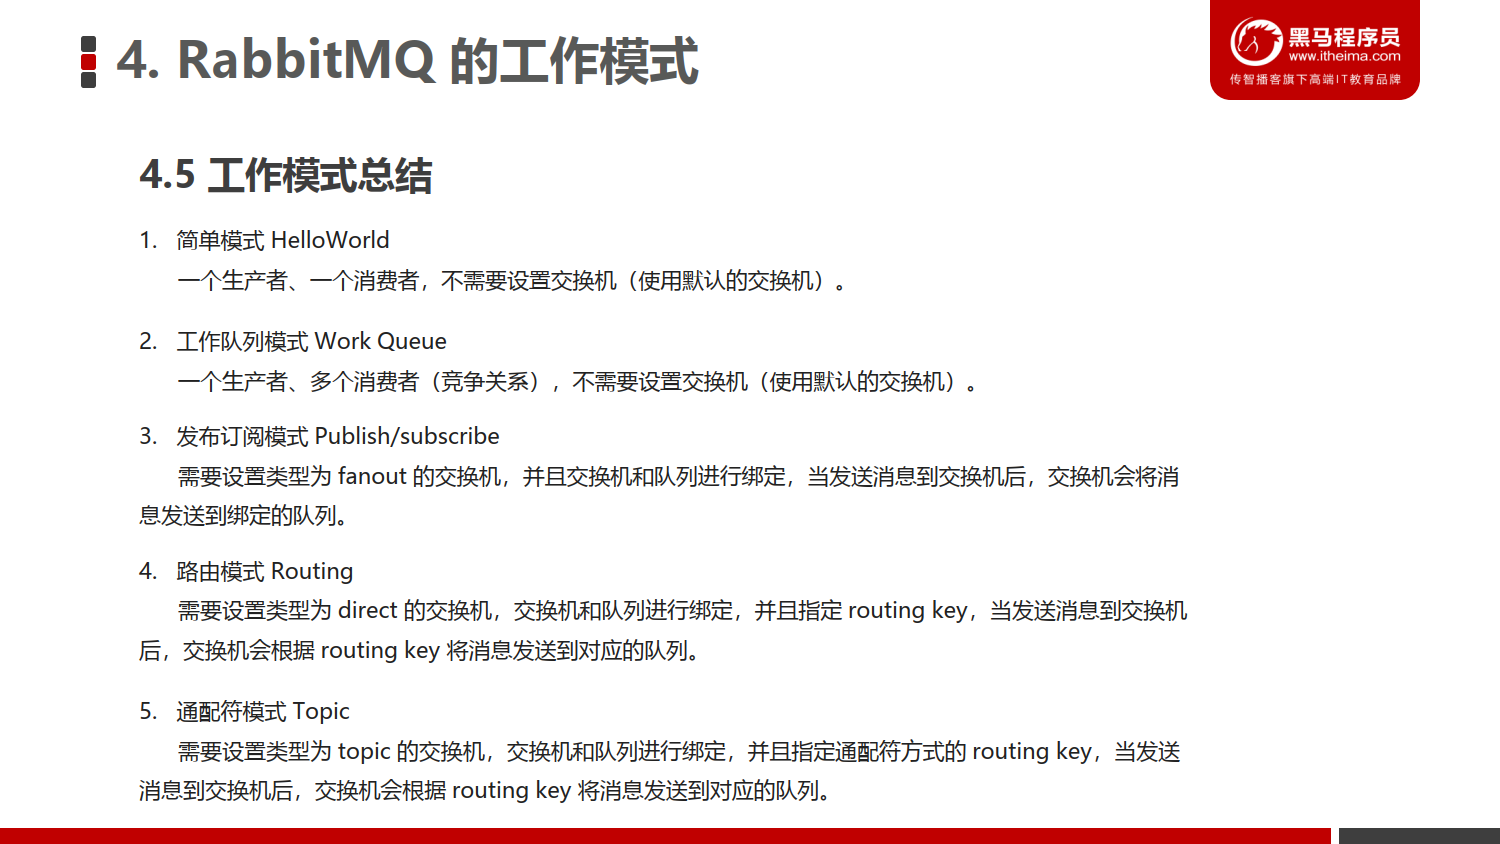 4. RabbitMQ 的工作模式
黑马程序员
www.itheima.com
传智播客旗下高端IT教育品牌
4.5 工作模式总结
1. 简单模式 HelloWorld
一个生产者、一个消费者，不需要设置交换机（使用默认的交换机）。
2. 工作队列模式 Work Queue
一个生产者、多个消费者（竞争关系），不需要设置交换机（使用默认的交换机）。
3. 发布订阅模式 Publish/subscribe
需要设置类型为 fanout 的交换机，并且交换机和队列进行绑定，当发送消息到交换机后，交换机会将消
息发送到绑定的队列。
4. 路由模式 Routing
需要设置类型为 direct 的交换机，交换机和队列进行绑定，并且指定 routing key，当发送消息到交换机
后，交换机会根据 routing key 将消息发送到对应的队列。
5. 通配符模式 Topic
需要设置类型为 topic 的交换机，交换机和队列进行绑定，并且指定通配符方式的 routing key，当发送
消息到交换机后，交换机会根据 routing key 将消息发送到对应的队列。